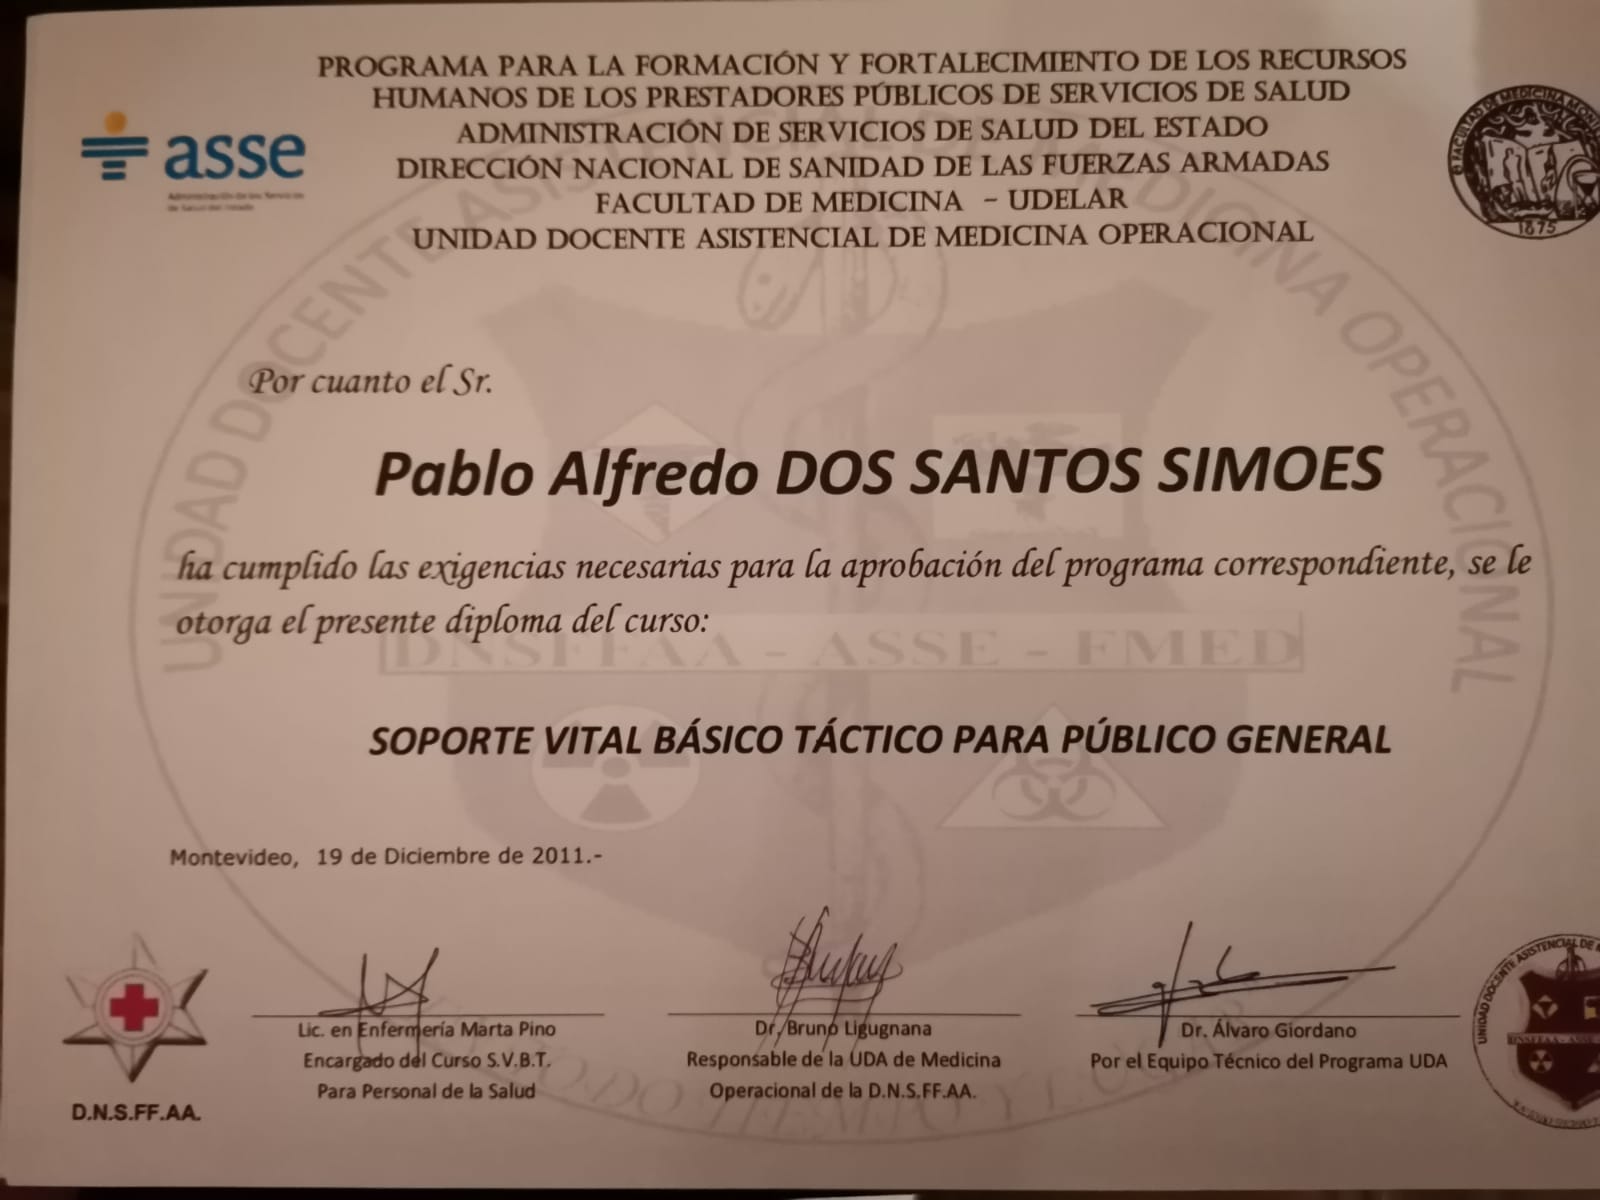 PROGRAMA PARA LA FORMACIÓN Y FORTALECIMIENTO DE LOS RECURSOS
HUMANOS DE LOS PRESTADORES PÚBLICOS DE SERVICIOS DE SALUD
ADMINISTRACIÓN DE SERVICIOS DE SALUD DEL ESTADO
DIRECCIÓN NACIONAL DE SANIDAD DE LAS FUERZAS ARMADAS
FACULTAD DE MEDICINA - UDELAR
UNIDAD DOCENTE ASISTENCIAL DE MEDICINA OPERACIONAL
asse
Administración de los Servicios
de Salud del Estado
FACULTAD DE MEDICINA
1875
UNIDAD DOCENTE ASISTENCIAL DE MEDICINA OPERACIONAL
Por cuanto el Sr.
Pablo Alfredo DOS SANTOS SIMOES
ha cumplido las exigencias necesarias para la aprobación del programa correspondiente, se le
otorga el presente diploma del curso:
DNSFFAA - ASSE - FMED
SOPORTE VITAL BÁSICO TÁCTICO PARA PÚBLICO GENERAL
Montevideo, 19 de Diciembre de 2011.-
Lic. en Enfermería Marta Pino
Encargado del Curso S.V.B.T.
Para Personal de la Salud
Dr. Bruno Ligugnana
Responsable de la UDA de Medicina
Operacional de la D.N.S.FF.AA.
Dr. Álvaro Giordano
Por el Equipo Técnico del Programa UDA
D.N.S.FF.AA.
TODO TIEMPO Y LUGAR
UNIDAD DOCENTE ASISTENCIAL DE
DNSFFAA - ASSE